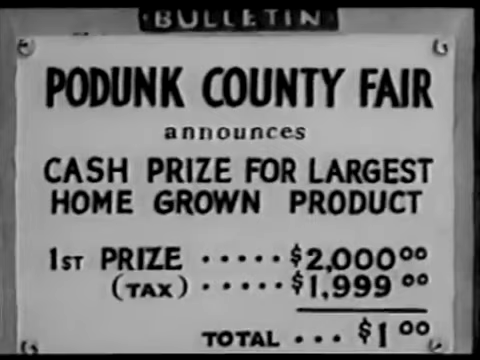 BULLETIN
PODUNK COUNTY FAIR
announces
CASH PRIZE FOR LARGEST
HOME GROWN PRODUCT
1ST PRIZE ..... $2,000⁰⁰
(TAX) ..... $1,999⁰⁰
TOTAL ... $1⁰⁰